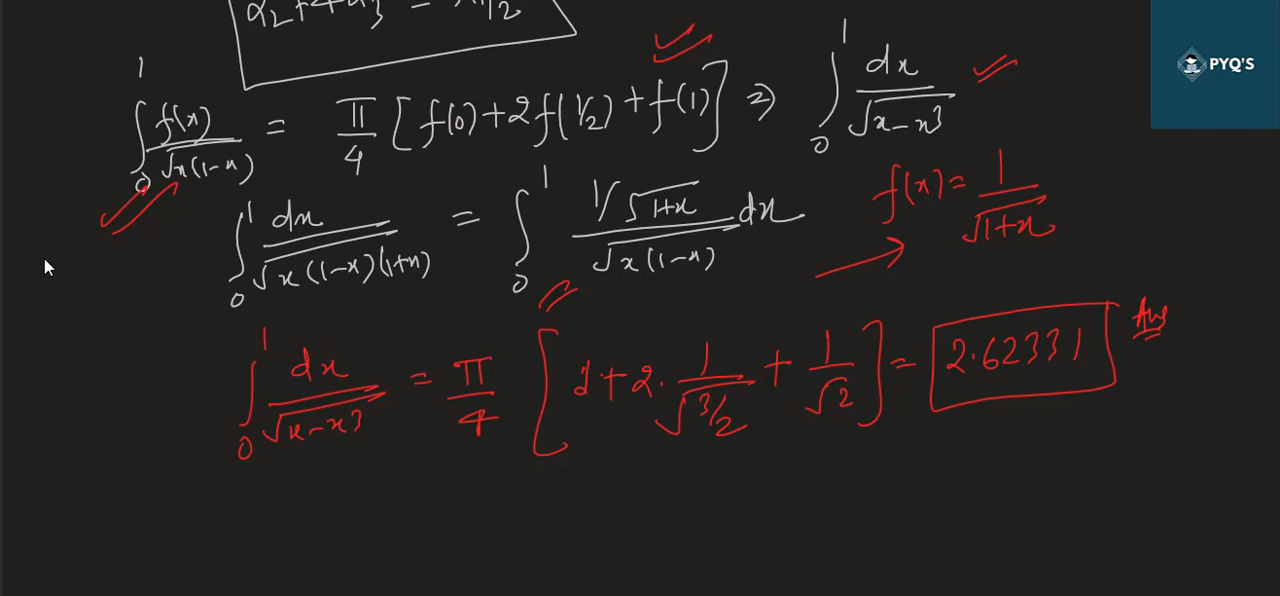 α₂ + 4α₃ = π/2
∫₀¹ f(x)/√x(1-x) = π/4 [f(0)+2f(1/2)+f(1)] ⇒ ∫₀¹ dx/√x-x³
PYQ'S
f(x) = 1/√1+x
∫₀¹ dx/√x(1-x)(1+x) = ∫₀¹ 1/√1+x / √x(1-x) dx
∫₀¹ dx/√x-x³ = π/4 [1+2·1/√3/2 + 1/√2] = 2.62331 Ans